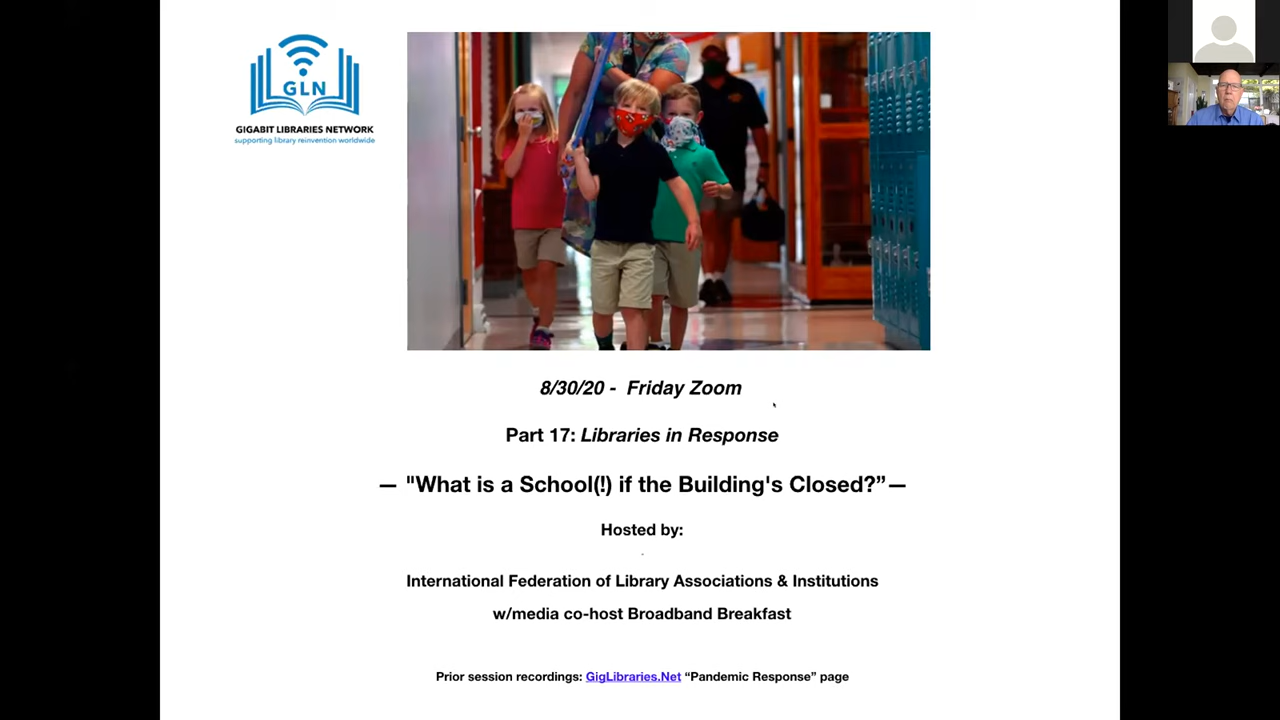 GLN
GIGABIT LIBRARIES NETWORK
supporting library reinvention worldwide
8/30/20 - Friday Zoom
Part 17: Libraries in Response
— "What is a School(!) if the Building's Closed?”—
Hosted by:
International Federation of Library Associations & Institutions
w/media co-host Broadband Breakfast
Prior session recordings: GigLibraries.Net “Pandemic Response” page